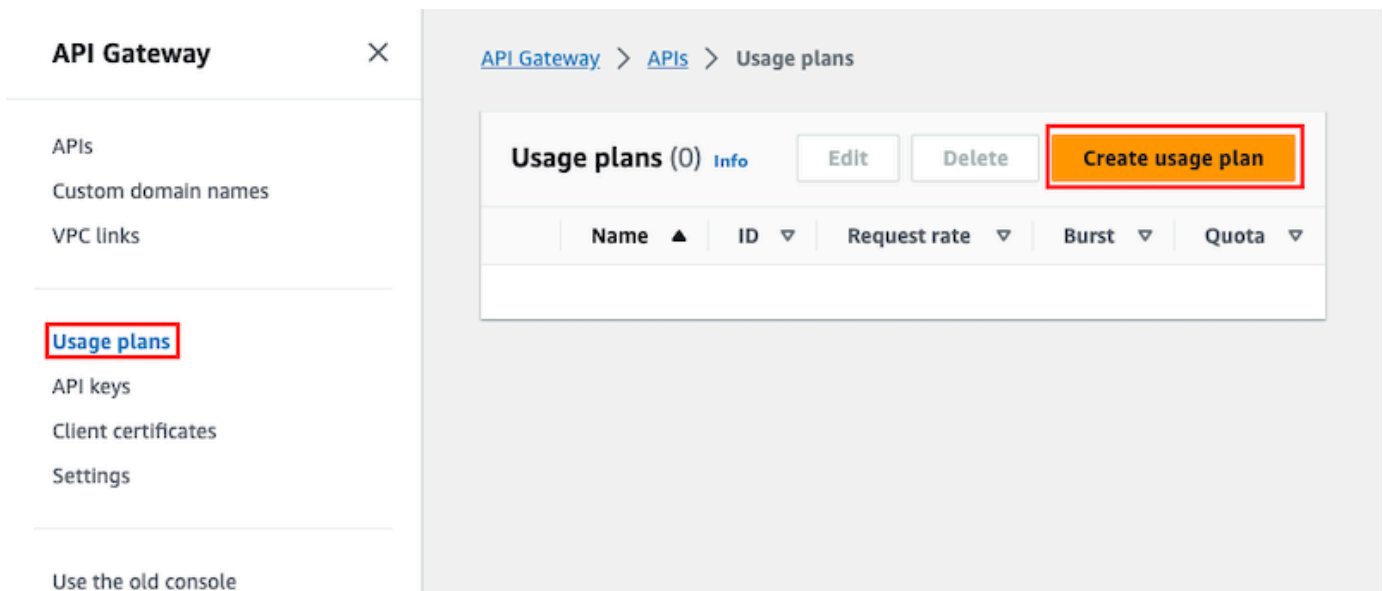 API Gateway
APIs
Custom domain names
VPC links
Usage plans
API keys
Client certificates
Settings
Use the old console
API Gateway > APIs > Usage plans
Usage plans (0) Info Edit Delete Create usage plan
Name ID Request rate Burst Quota